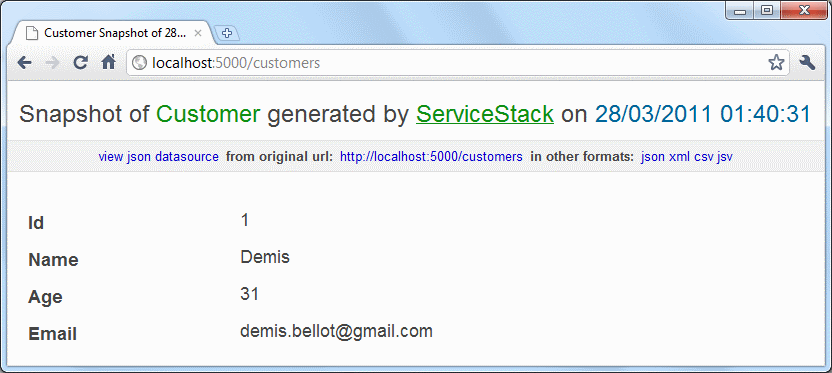 Customer Snapshot of 28...
localhost:5000/customers
Snapshot of Customer generated by ServiceStack on 28/03/2011 01:40:31
view json datasource from original url: http://localhost:5000/customers in other formats: json xml csv jsv
Id 1
Name Demis
Age 31
Email demis.bellot@gmail.com